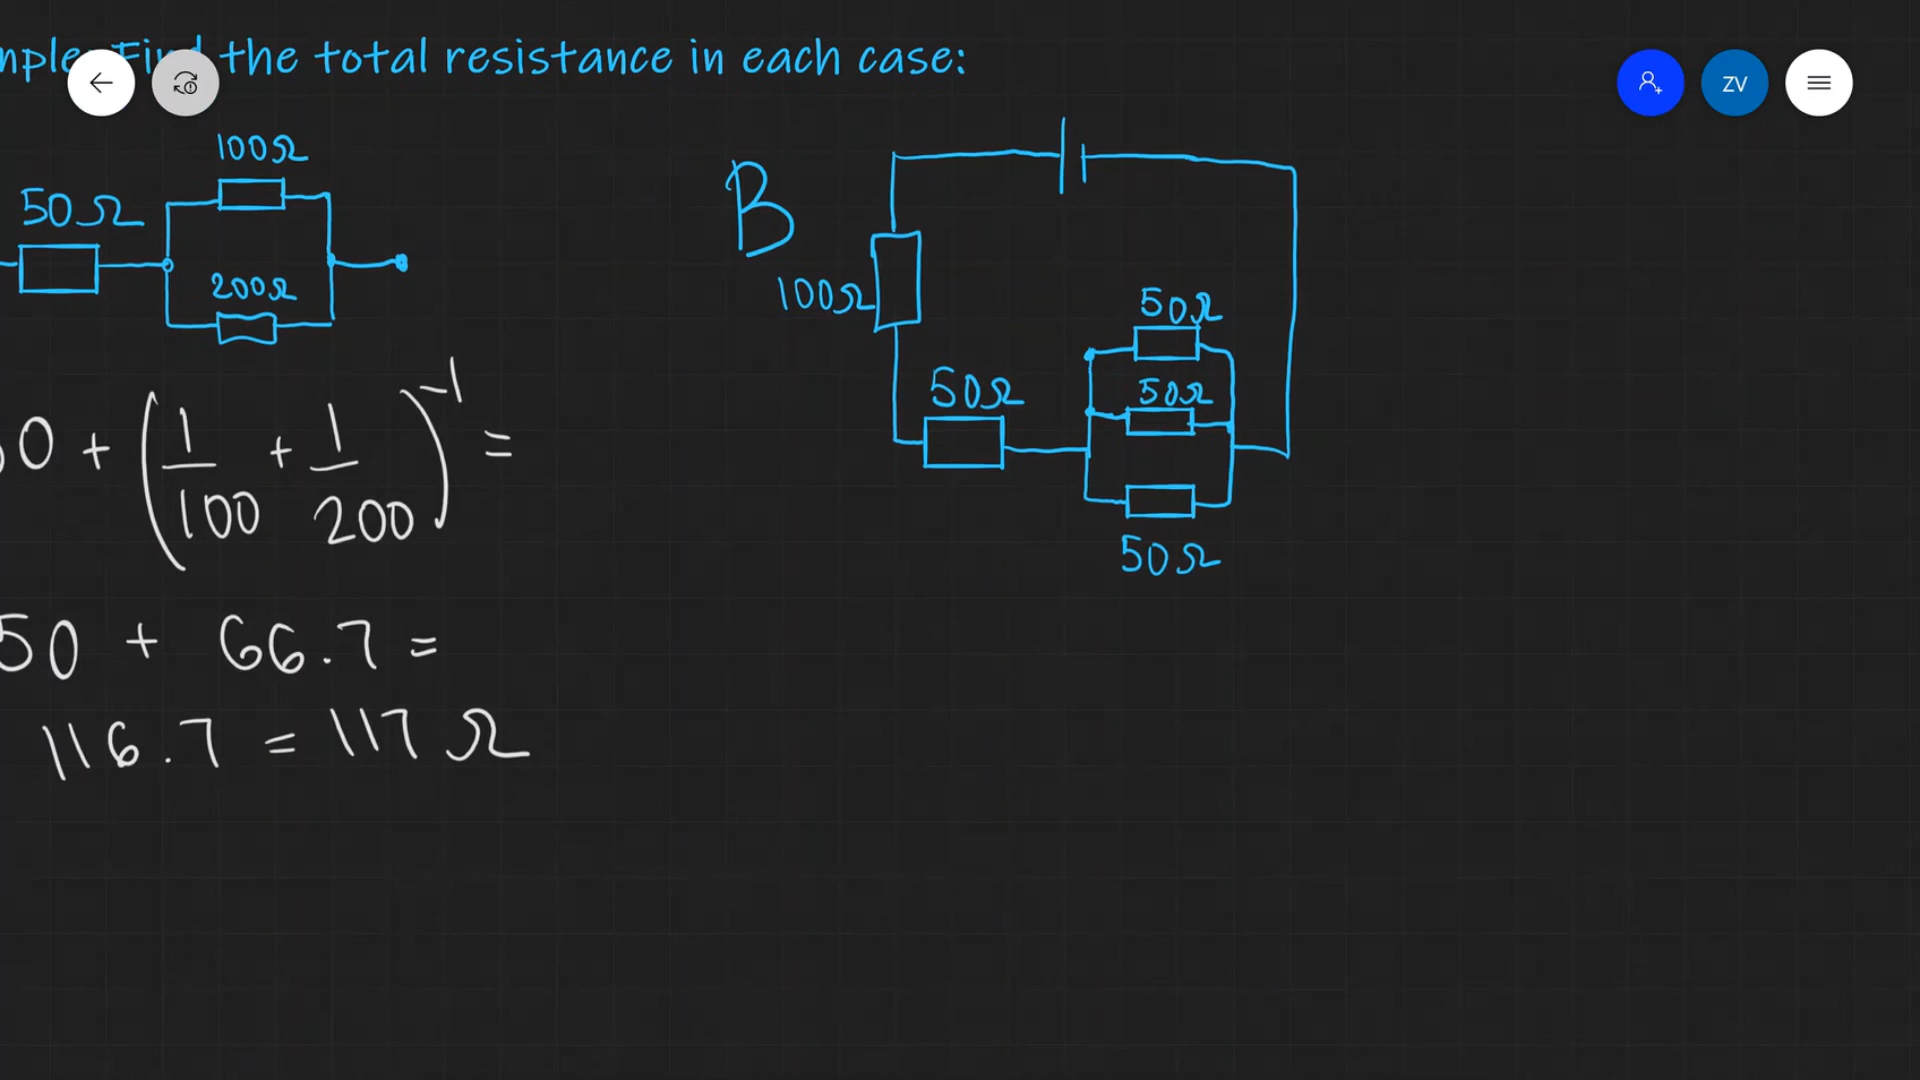 Find the total resistance in each case:
ZV
100Ω
50Ω
200Ω
0 + (1/100 + 1/200)⁻¹ =
50 + 66.7 =
116.7 = 117 Ω
B
100Ω
50Ω
50Ω
50Ω
50Ω